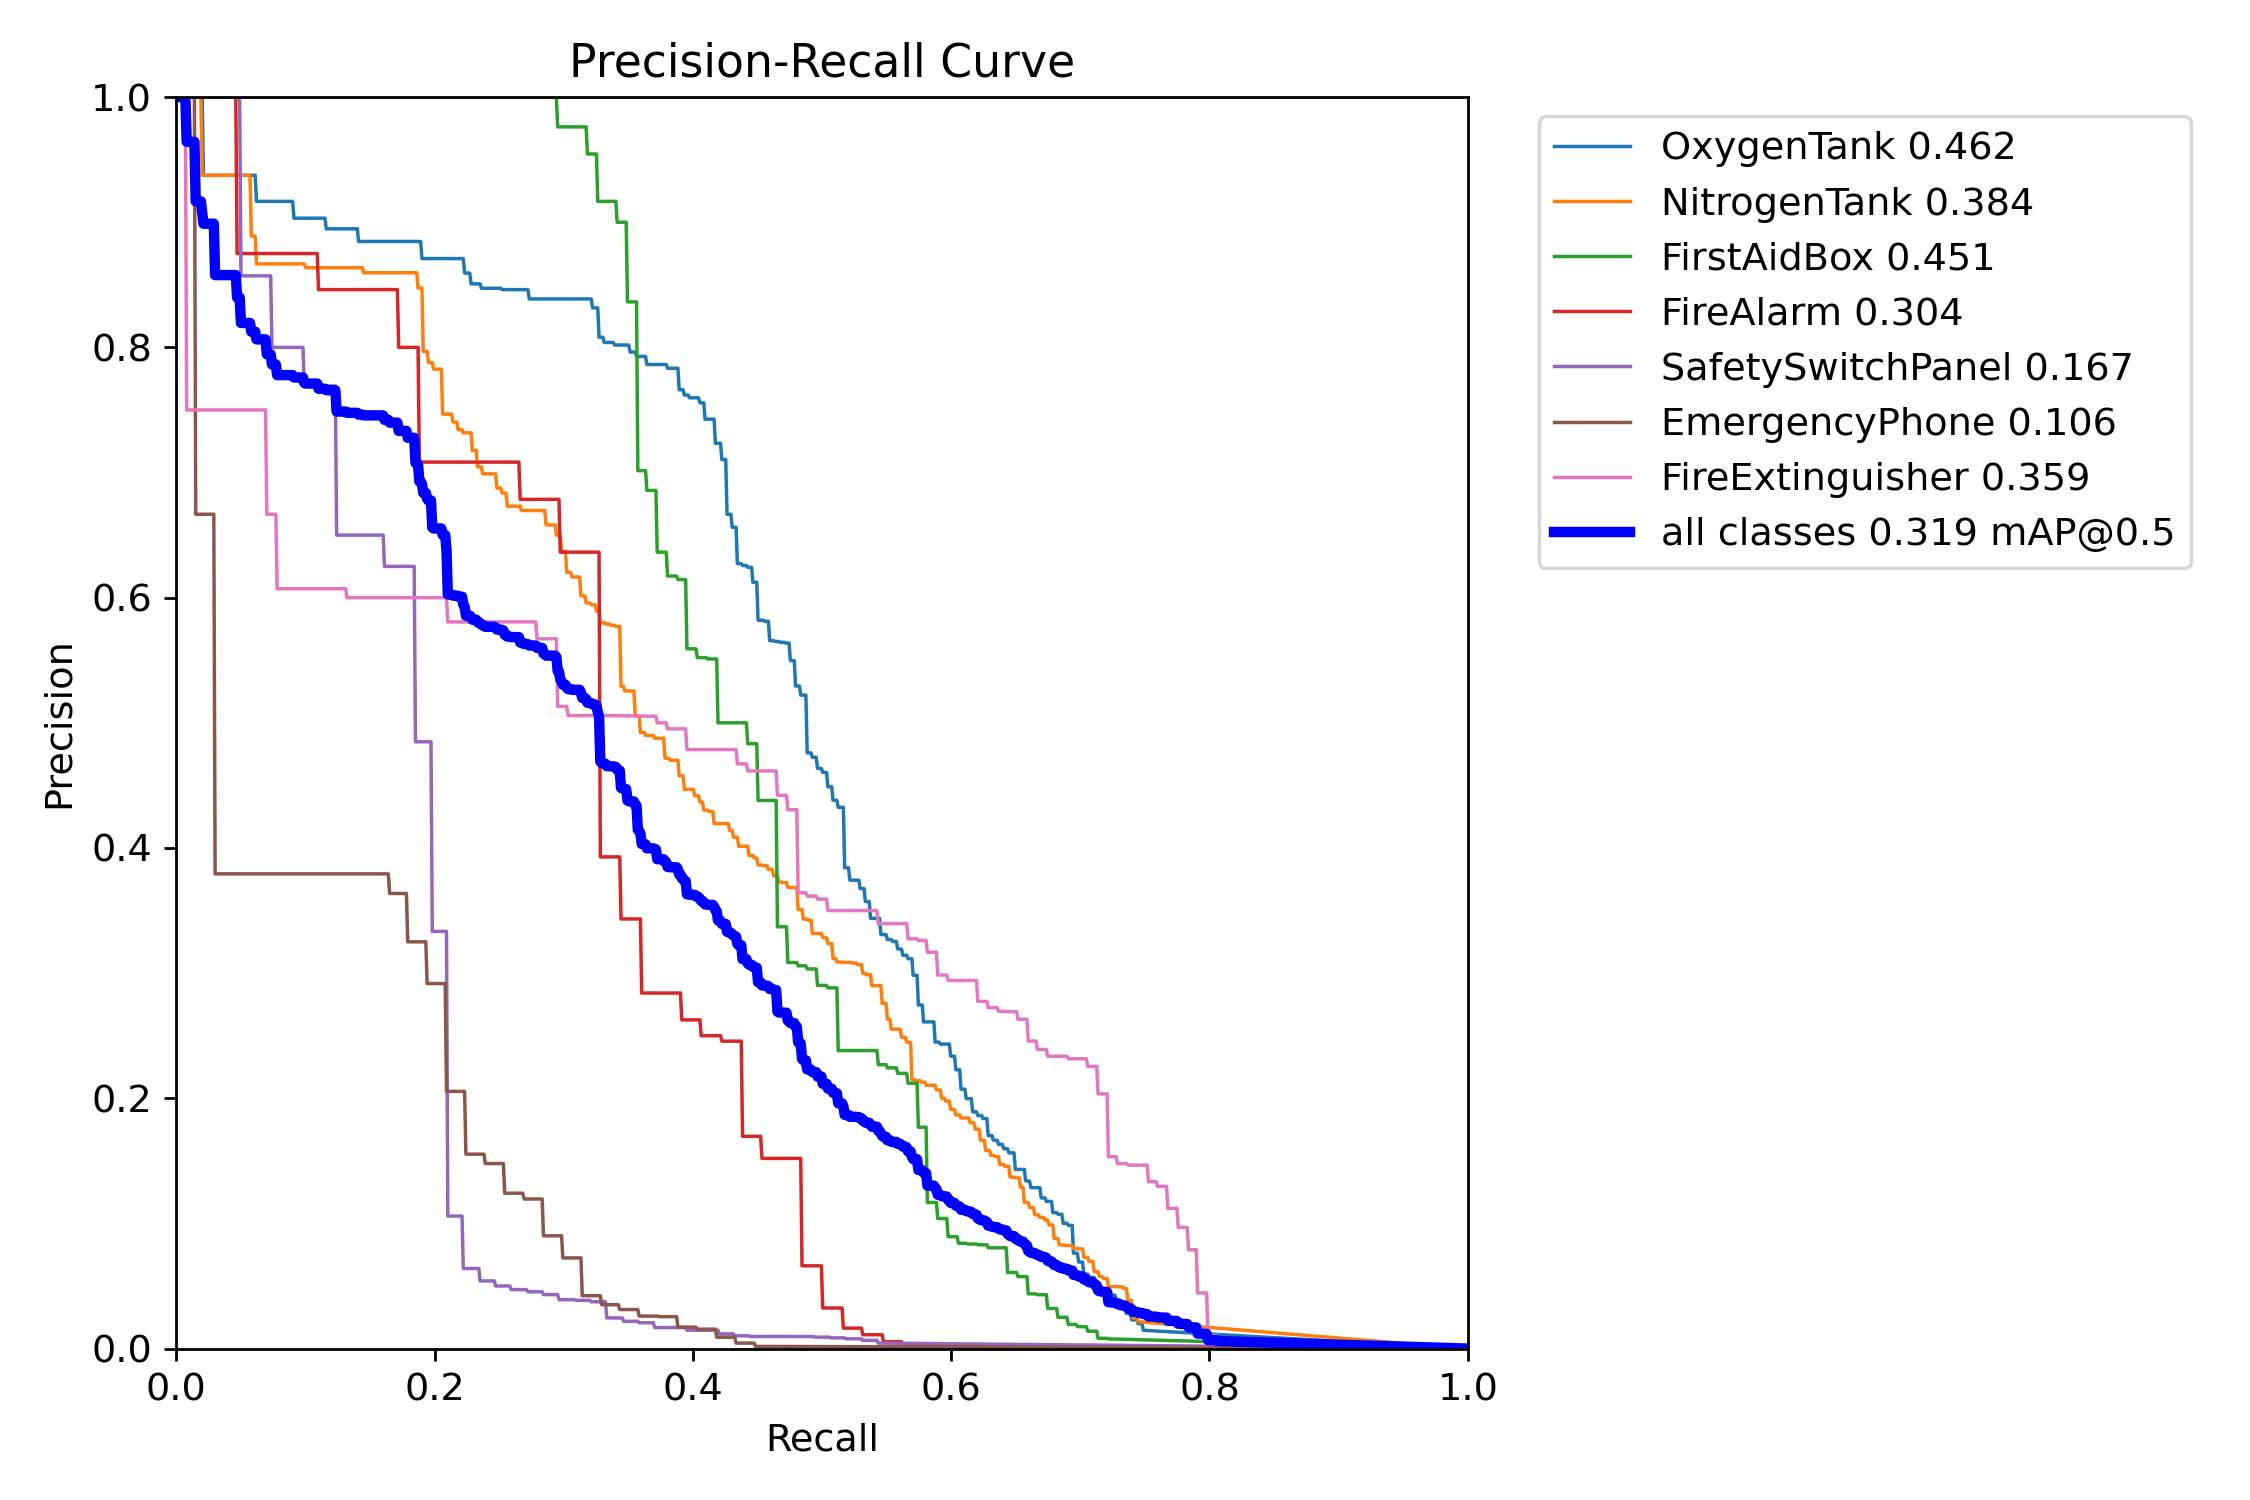 Precision-Recall Curve
1.0
0.8
0.6
0.4
0.2
0.0
Precision
0.0 0.2 0.4 0.6 0.8 1.0
Recall
OxygenTank 0.462
NitrogenTank 0.384
FirstAidBox 0.451
FireAlarm 0.304
SafetySwitchPanel 0.167
EmergencyPhone 0.106
FireExtinguisher 0.359
all classes 0.319 mAP@0.5